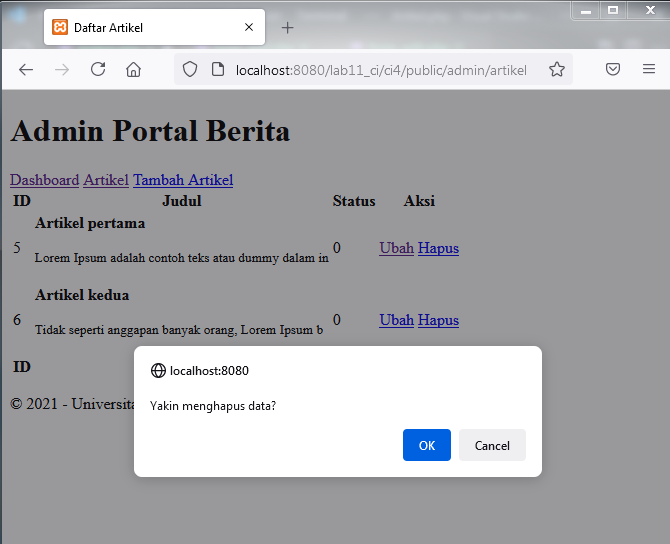 Daftar Artikel
localhost:8080/lab11_ci/ci4/public/admin/artikel
Admin Portal Berita
Dashboard Artikel Tambah Artikel
ID Judul Status Aksi
Artikel pertama
5 0 Ubah Hapus
Lorem Ipsum adalah contoh teks atau dummy dalam in
Artikel kedua
6 0 Ubah Hapus
Tidak seperti anggapan banyak orang, Lorem Ipsum b
ID
© 2021 - Universita
localhost:8080
Yakin menghapus data?
OK Cancel